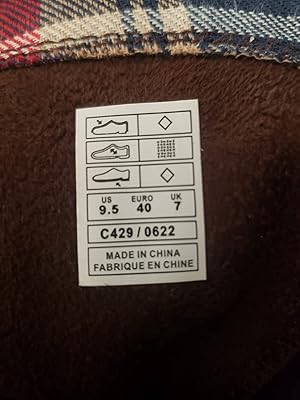 US EURO UK
9.5 40 7
C429 / 0622
MADE IN CHINA
FABRIQUE EN CHINE